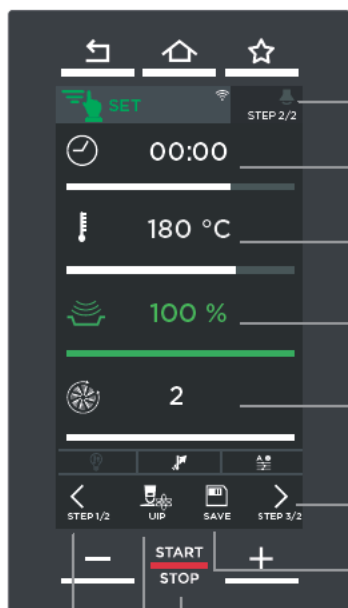 SET
STEP 2/2
00:00
180 °C
100 %
2
A
STEP 1/2
UIP
SAVE
STEP 3/2
START
STOP